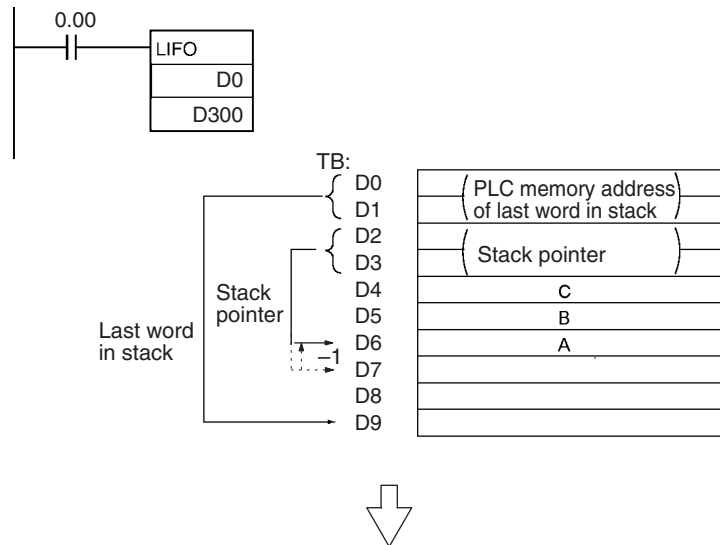 0.00
LIFO
D0
D300
TB:
D0
D1
D2
D3
D4
D5
D6
D7
D8
D9
PLC memory address
of last word in stack
Stack pointer
C
B
A
Stack
pointer
−1
Last word
in stack